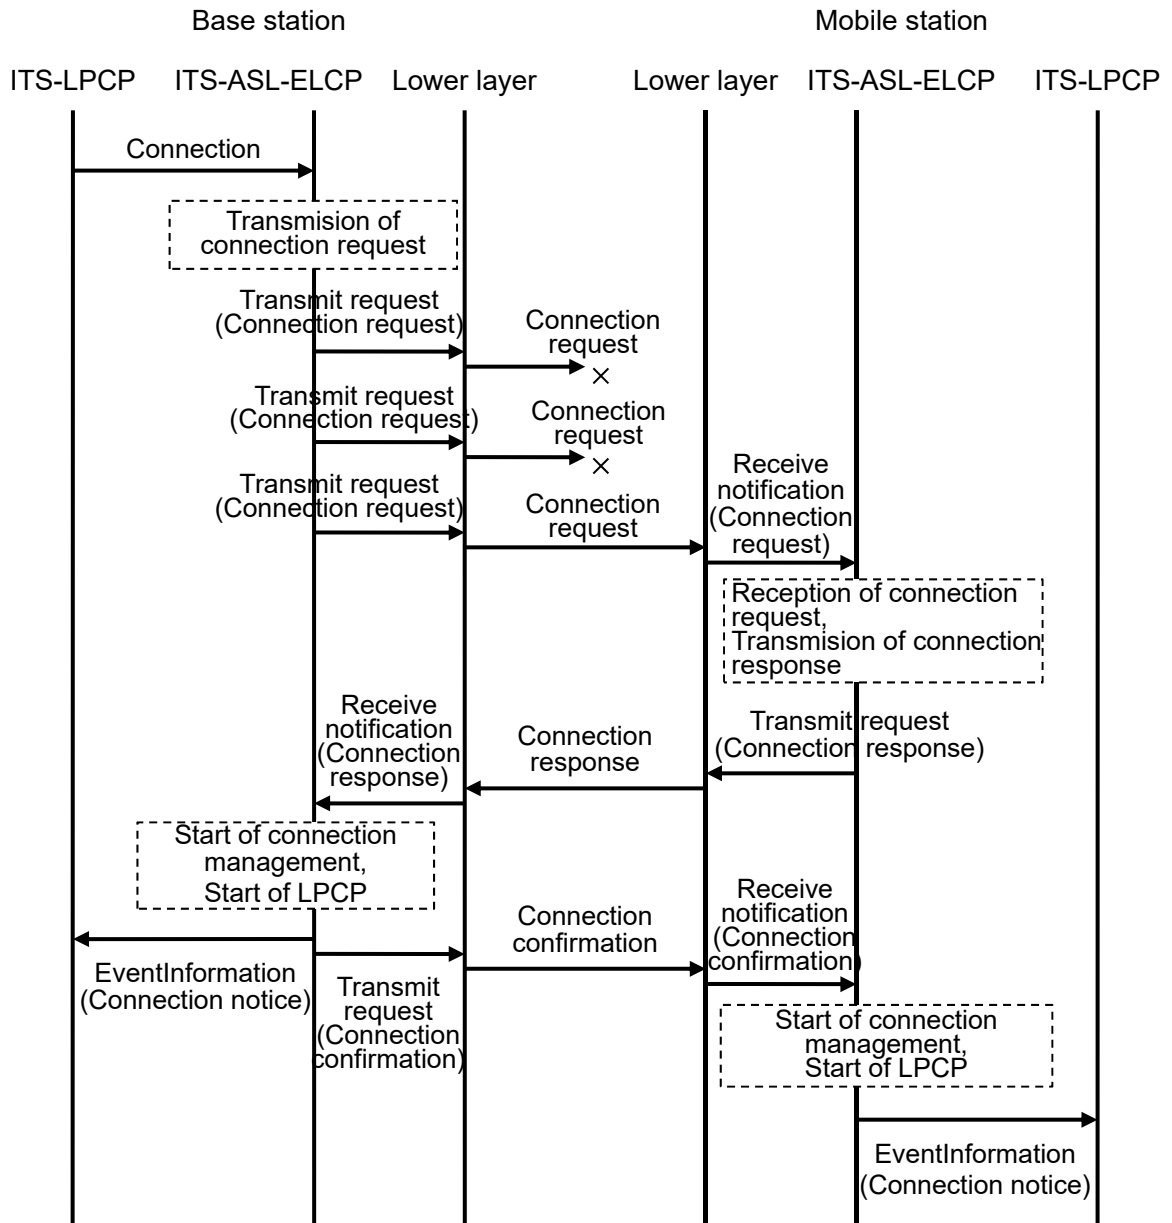 Base station
Mobile station
ITS-LPCP
ITS-ASL-ELCP
Lower layer
Lower layer
ITS-ASL-ELCP
ITS-LPCP
Connection
Transmision of
connection request
Transmit request
(Connection request)
Connection
request
×
Transmit request
(Connection request)
Connection
request
×
Transmit request
(Connection request)
Connection
request
Receive
notification
(Connection
request)
Reception of connection
request,
Transmision of connection
response
Transmit request
(Connection response)
Connection
response
Receive
notification
(Connection
response)
Start of connection
management,
Start of LPCP
EventInformation
(Connection notice)
Transmit
request
(Connection
confirmation)
Connection
confirmation
Receive
notification
(Connection
confirmation)
Start of connection
management,
Start of LPCP
EventInformation
(Connection notice)